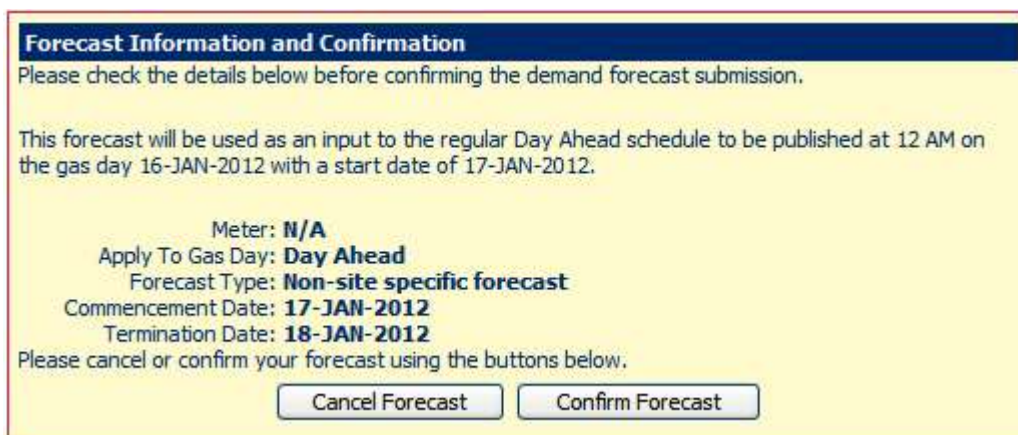 Forecast Information and Confirmation
Please check the details below before confirming the demand forecast submission.
This forecast will be used as an input to the regular Day Ahead schedule to be published at 12 AM on
the gas day 16-JAN-2012 with a start date of 17-JAN-2012.
Meter: N/A
Apply To Gas Day: Day Ahead
Forecast Type: Non-site specific forecast
Commencement Date: 17-JAN-2012
Termination Date: 18-JAN-2012
Please cancel or confirm your forecast using the buttons below.
Cancel Forecast Confirm Forecast